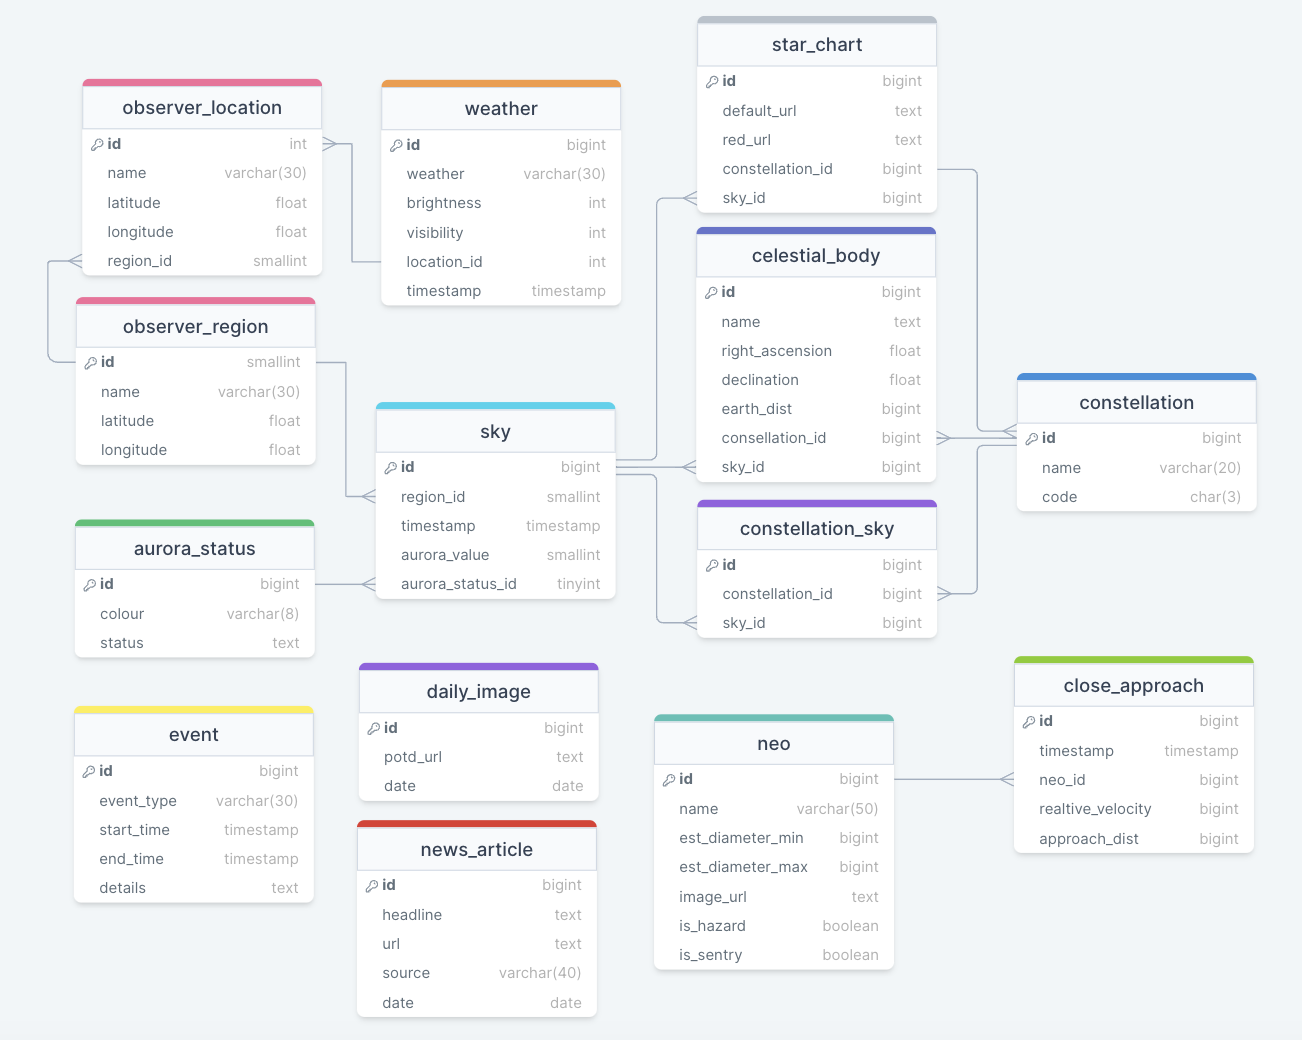 star_chart
id bigint
default_url text
red_url text
constellation_id bigint
sky_id bigint
observer_location
id int
name varchar(30)
latitude float
longitude float
region_id smallint
weather
id bigint
weather varchar(30)
brightness int
visibility int
location_id int
timestamp timestamp
celestial_body
id bigint
name text
right_ascension float
declination float
earth_dist bigint
consellation_id bigint
sky_id bigint
observer_region
id smallint
name varchar(30)
latitude float
longitude float
constellation
id bigint
name varchar(20)
code char(3)
sky
id bigint
region_id smallint
timestamp timestamp
aurora_value smallint
aurora_status_id tinyint
constellation_sky
id bigint
constellation_id bigint
sky_id bigint
aurora_status
id bigint
colour varchar(8)
status text
daily_image
id bigint
potd_url text
date date
close_approach
id bigint
timestamp timestamp
neo_id bigint
realtive_velocity bigint
approach_dist bigint
event
id bigint
event_type varchar(30)
start_time timestamp
end_time timestamp
details text
neo
id bigint
name varchar(50)
est_diameter_min bigint
est_diameter_max bigint
image_url text
is_hazard boolean
is_sentry boolean
news_article
id bigint
headline text
url text
source varchar(40)
date date